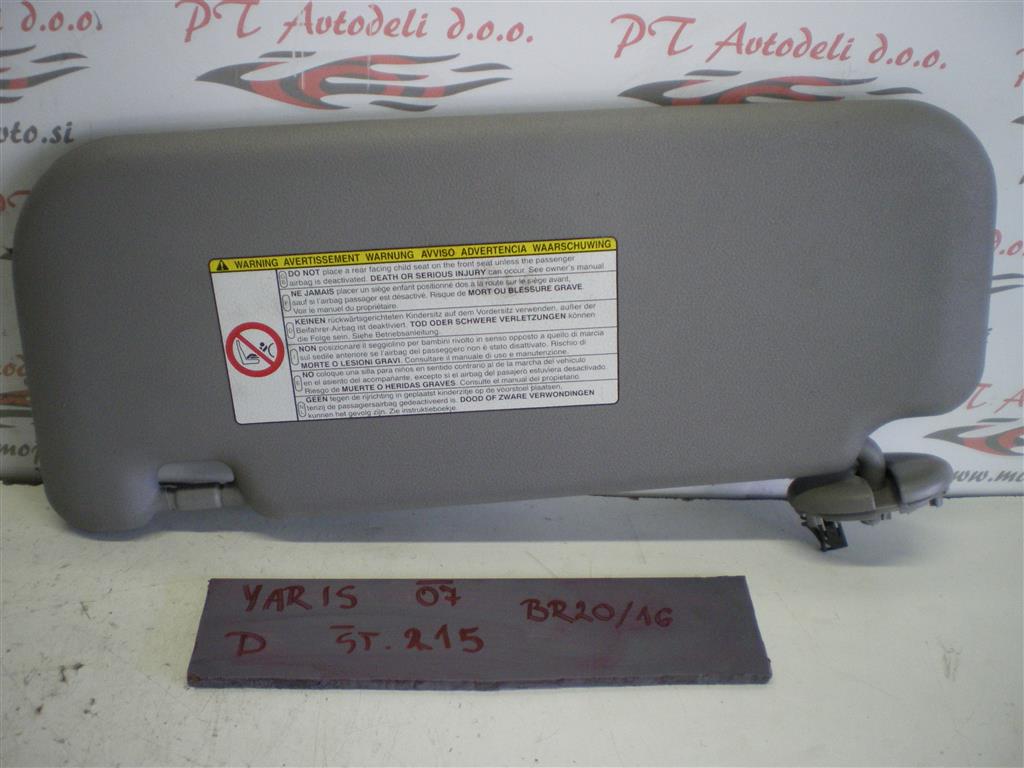 PT Avtodeli d.o.o.
PT Avtodeli d.o.o.
WARNING AVERTISSEMENT WARNUNG AVVISO ADVERTENCIA WAARSCHUWING
DO NOT place a rear facing child seat on the front seat unless the passenger
airbag is deactivated. DEATH OR SERIOUS INJURY can occur. See owner's manual
NE JAMAIS placer un siège enfant positionné dos à la route sur le siège avant,
sauf si l'airbag passager est désactivé. Risque de MORT OU BLESSURE GRAVE.
Voir le manuel du propriétaire.
KEINEN rückwärtsgerichteten Kindersitz auf dem Vordersitz verwenden, außer der
Beifahrer-Airbag ist deaktiviert. TOD ODER SCHWERE VERLETZUNGEN können
die Folge sein. Siehe Betriebsanleitung.
NON posizionare il seggiolino per bambini rivolto in senso opposto a quello di marcia
sul sedile anteriore se l'airbag del passeggero non è stato disattivato. Rischio di
MORTE O LESIONI GRAVI. Consultare il manuale di uso e manutenzione.
NO coloque una silla para niños en sentido contrario al de la marcha del vehículo
en el asiento del acompañante, excepto si el airbag del pasajero estuviera desactivado.
Riesgo de MUERTE O HERIDAS GRAVES. Consulte el manual del propietario.
GEEN tegen de rijrichting in geplaatst kinderzitje op de voorstoel plaatsen,
tenzij de passagiersairbag gedeactiveerd is. DOOD OF ZWARE VERWONDINGEN
kunnen het gevolg zijn. Zie instruktieboekje.
YARIS 07 BR20/16
D ŠT. 215